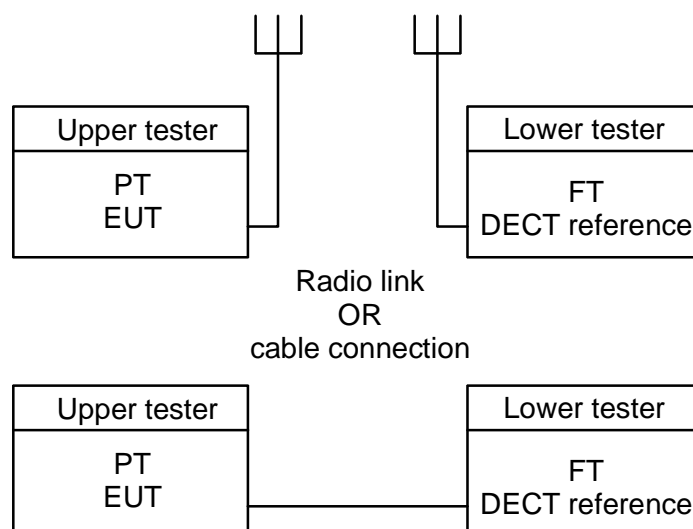 Upper tester
PT
EUT
Lower tester
FT
DECT reference
Radio link
OR
cable connection
Upper tester
PT
EUT
Lower tester
FT
DECT reference